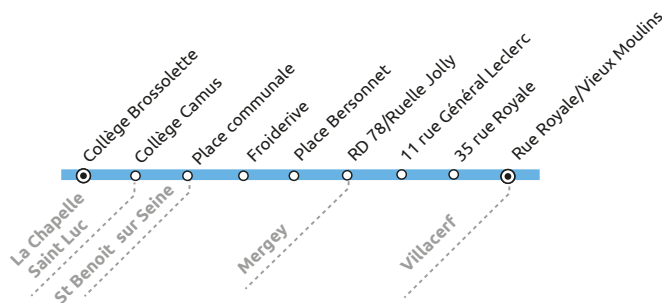 Collège Brossolette
Collège Camus
Place communale
Froiderive
Place Bersonnet
RD 78/Ruelle Jolly
11 rue Général Leclerc
35 rue Royale
Rue Royale/Vieux Moulins
La Chapelle
Saint Luc
St Benoit sur Seine
Mergey
Villacerf